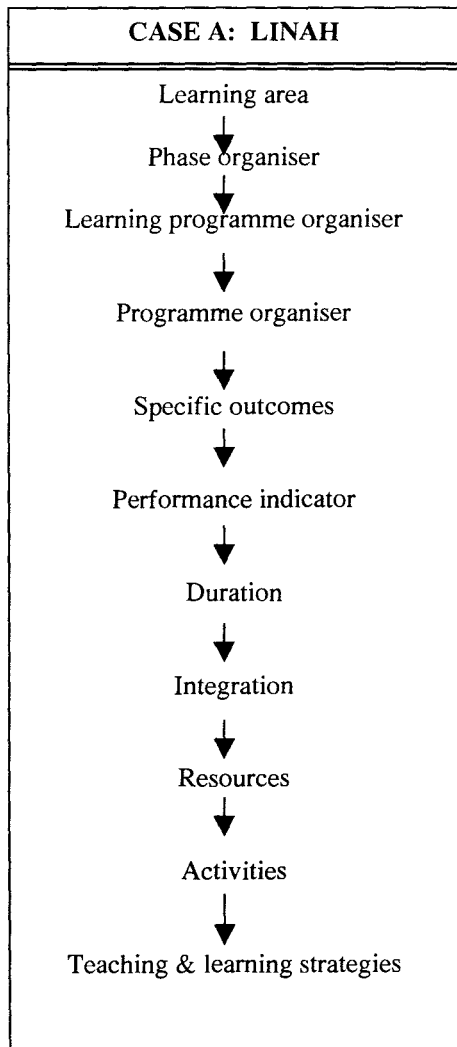 CASE A: LINAH
Learning area
Phase organiser
Learning programme organiser
Programme organiser
Specific outcomes
Performance indicator
Duration
Integration
Resources
Activities
Teaching & learning strategies